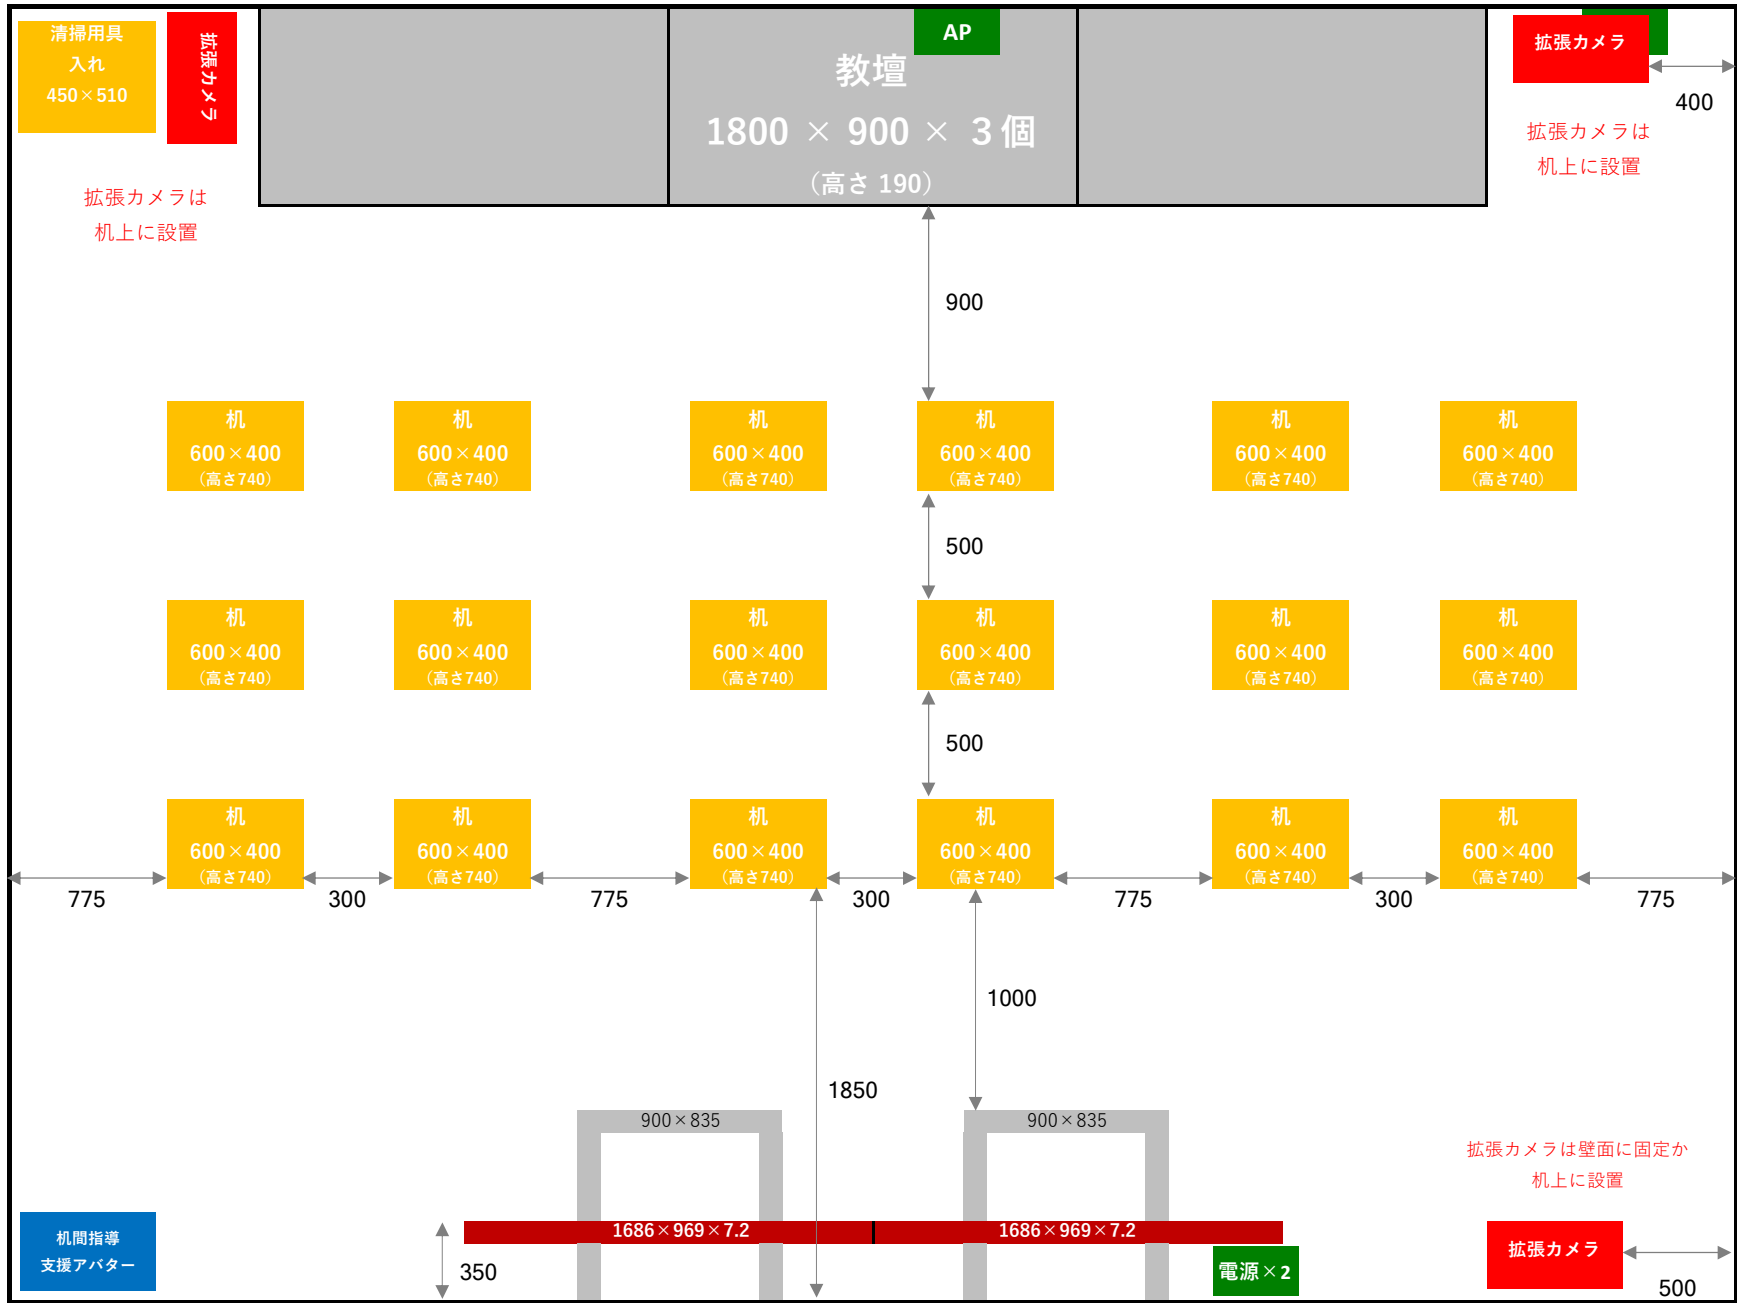 清掃用具
入れ
450×510
拡張カメラ
拡張カメラは
机上に設置
AP
教壇
1800 × 900 × 3個
（高さ 190）
拡張カメラ
400
拡張カメラは
机上に設置
900
机
600×400
（高さ740）
机
600×400
（高さ740）
机
600×400
（高さ740）
机
600×400
（高さ740）
机
600×400
（高さ740）
机
600×400
（高さ740）
500
机
600×400
（高さ740）
机
600×400
（高さ740）
机
600×400
（高さ740）
机
600×400
（高さ740）
机
600×400
（高さ740）
机
600×400
（高さ740）
500
机
600×400
（高さ740）
机
600×400
（高さ740）
机
600×400
（高さ740）
机
600×400
（高さ740）
机
600×400
（高さ740）
机
600×400
（高さ740）
775
300
775
300
775
300
775
1000
1850
900×835
900×835
拡張カメラは壁面に固定か
机上に設置
机間指導
支援アバター
350
1686×969×7.2
1686×969×7.2
電源×2
拡張カメラ
500